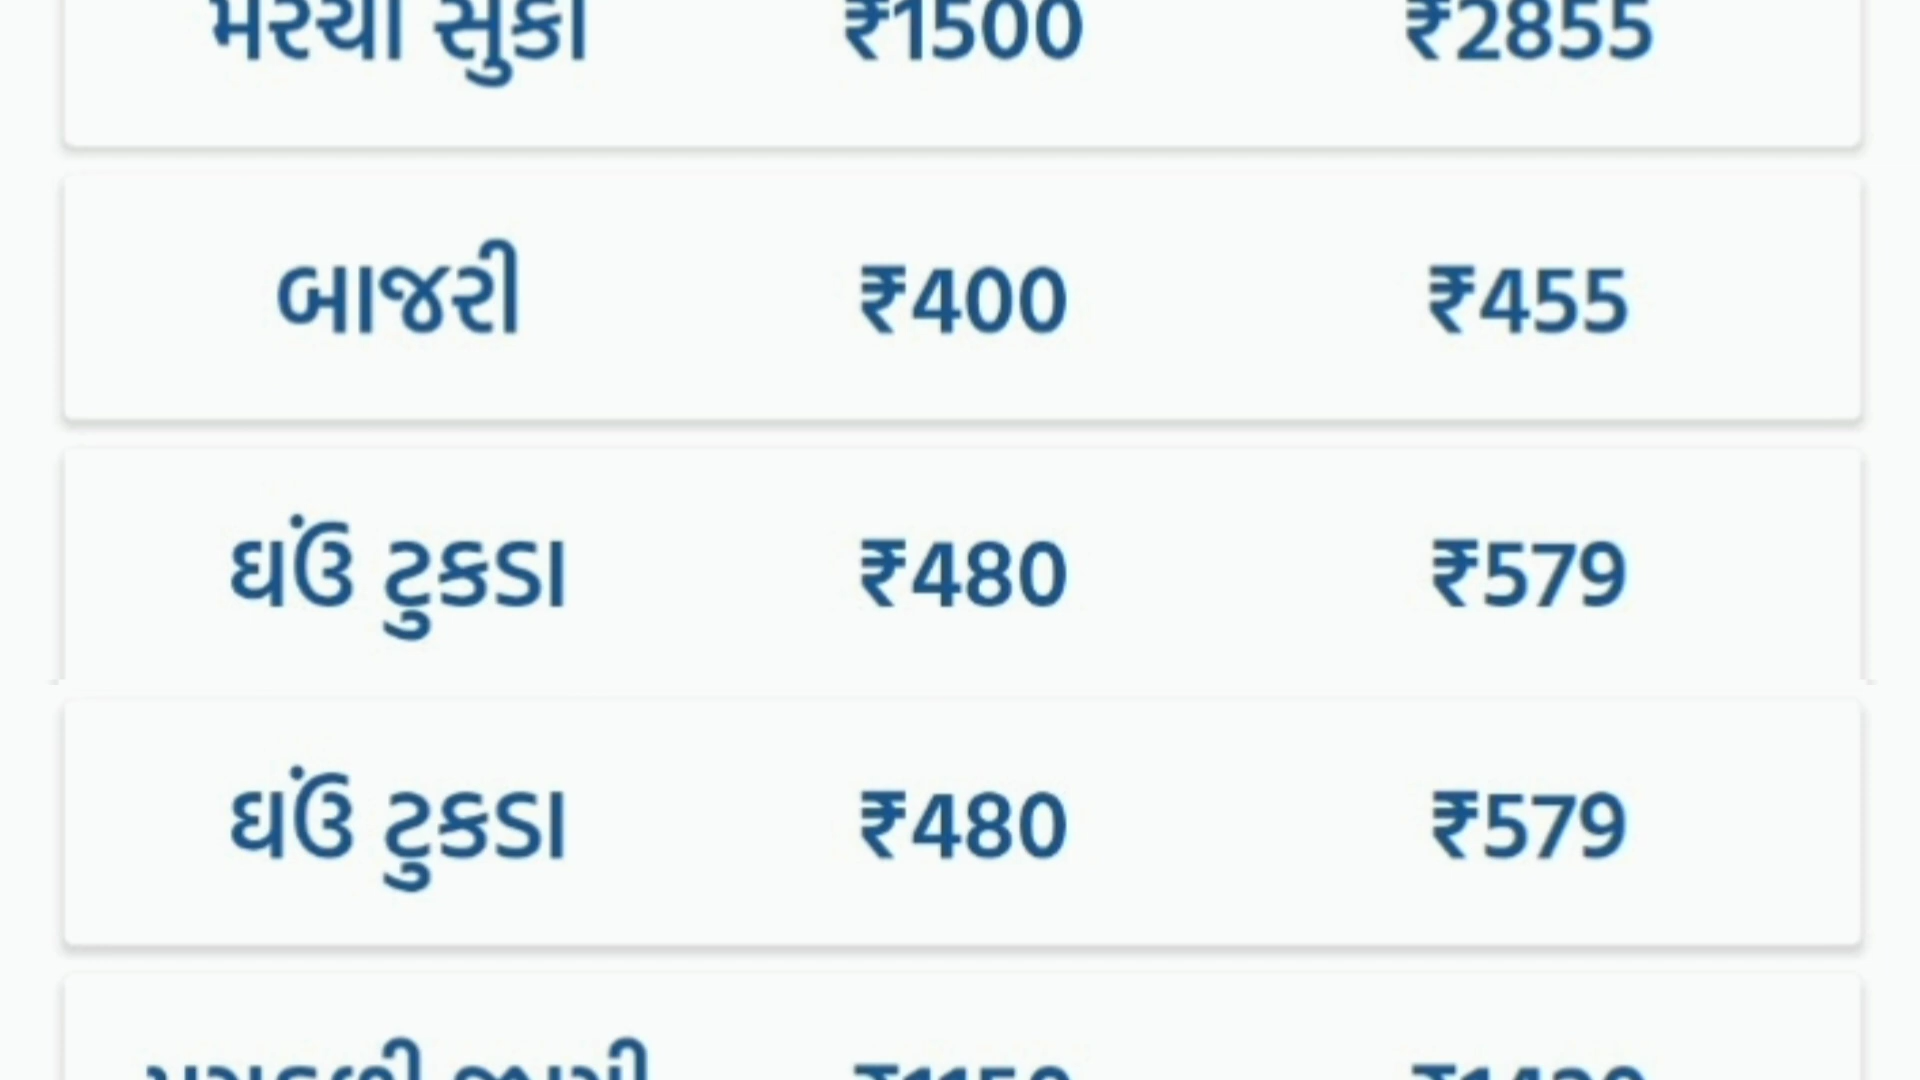 મરચા સુકા ₹1500 ₹2855
બાજરી ₹400 ₹455
ઘઉં ટુકડા ₹480 ₹579
ઘઉં ટુકડા ₹480 ₹579